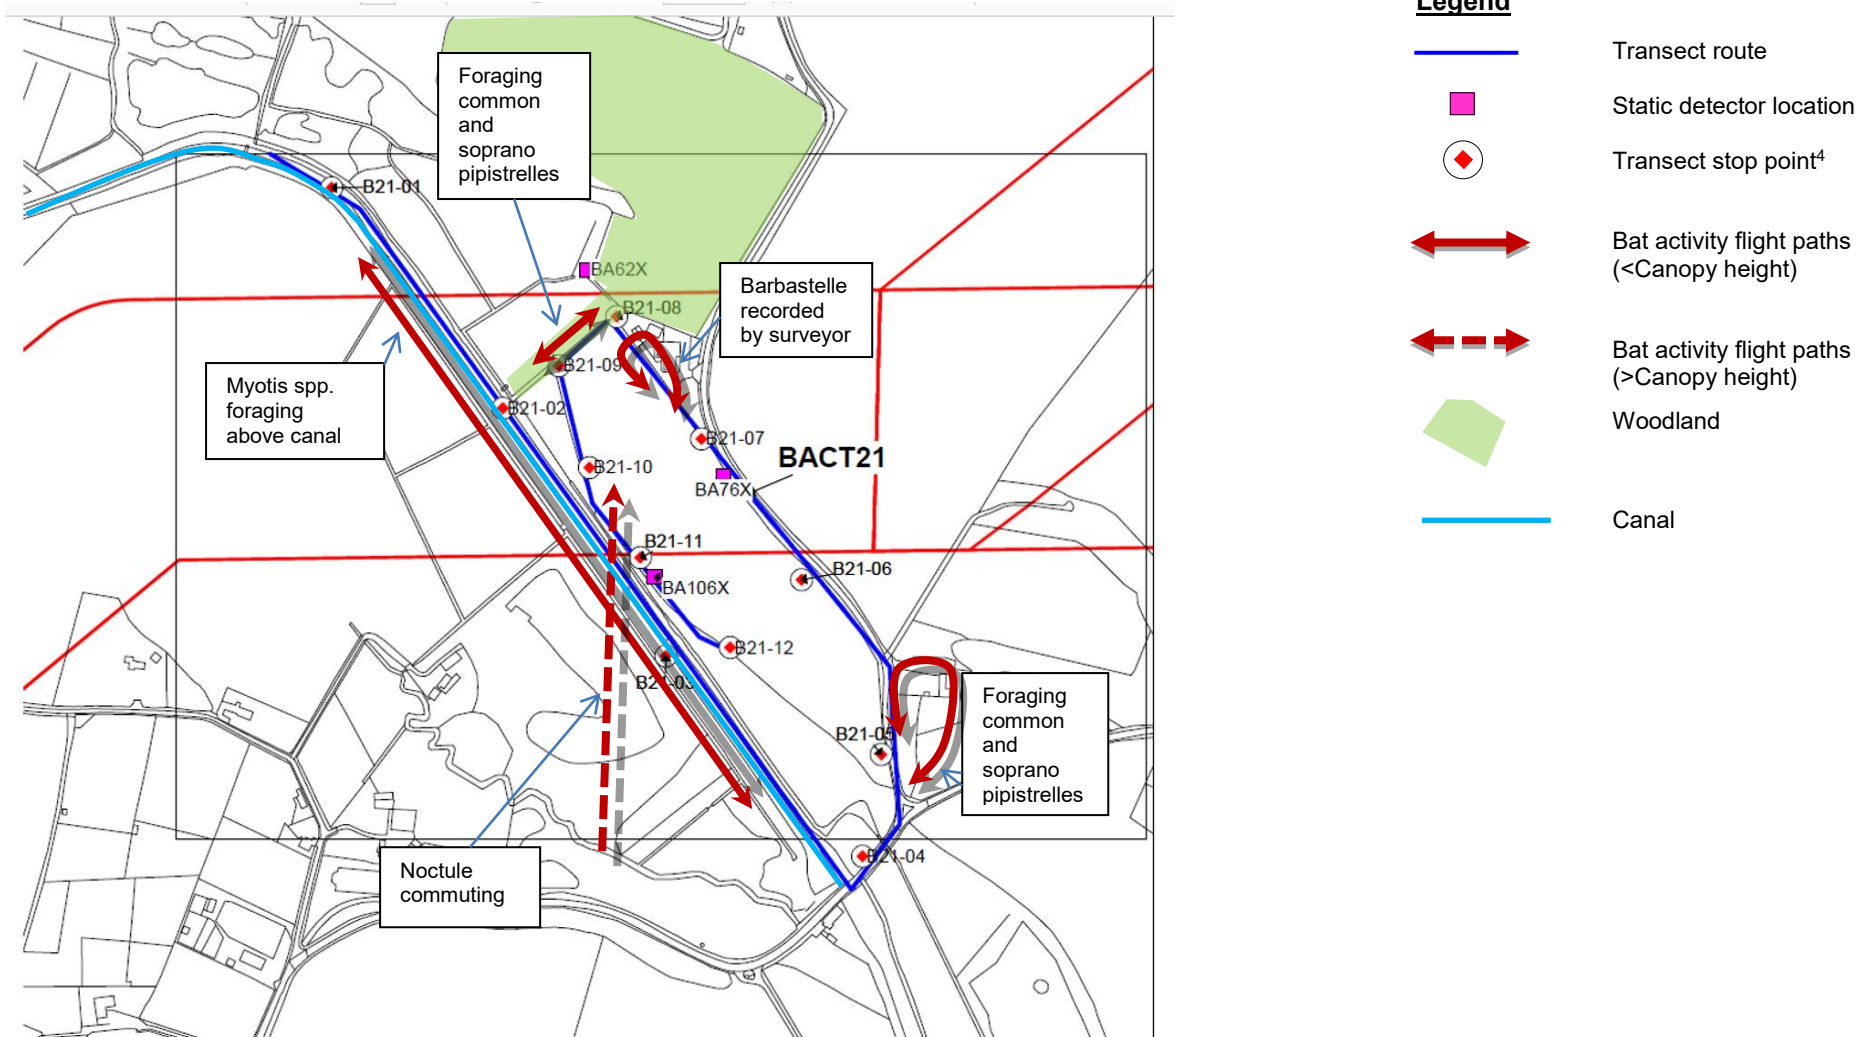 Legend
Transect route
Static detector location
Transect stop point4
Bat activity flight paths
(<Canopy height)
Bat activity flight paths
(>Canopy height)
Woodland
Canal
Foraging
common
and
soprano
pipistrelles
B21-01
BA62X
B21-08
Barbastelle
recorded
by surveyor
B21-09
Myotis spp.
foraging
above canal
B21-02
B21-07
BACT21
B21-10
BA76X
B21-11
B21-06
BA106X
B21-12
B21-03
Foraging
common
and
soprano
pipistrelles
B21-05
B21-04
Noctule
commuting